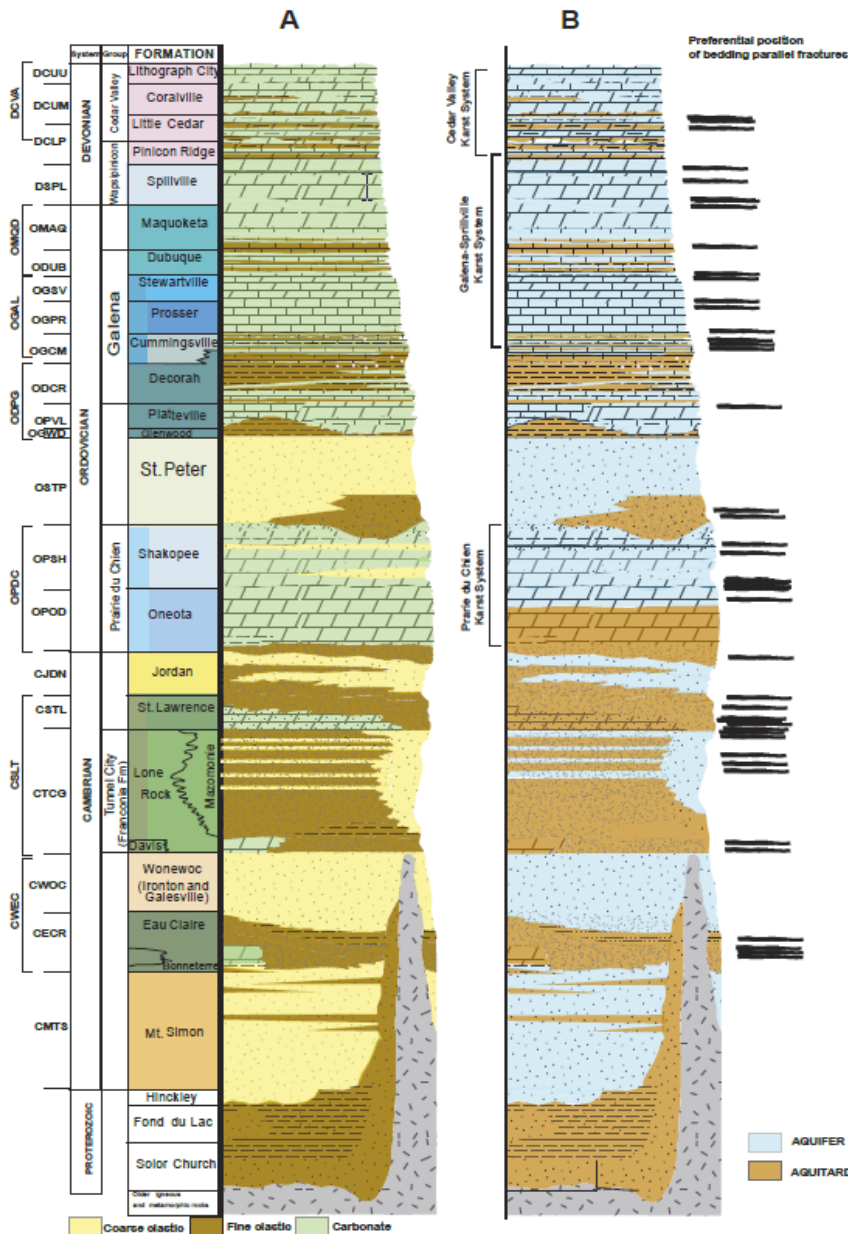 A
B
Preferential position
of bedding parallel fractures
System
Group
FORMATION
DCVA
DCUU
DCUM
DCLP
DSPL
OMQD
OMAQ
ODUB
OGAL
OGSV
OGPR
OGCM
ODPG
ODCR
OPVL
OGWD
OSTP
OPDC
OPSH
OPOD
CJDN
CSLT
CSTL
CTCG
CWEC
CWOC
CECR
CMTS
DEVONIAN
ORDOVICIAN
CAMBRIAN
PROTEROZOIC
Cedar Valley
Wapsipinicon
Galena
Prairie du Chien
Tunnel City
(Franconia Fm)
Lithograph City
Coralville
Little Cedar
Pinicon Ridge
Spillville
Maquoketa
Dubuque
Stewartville
Prosser
Cummingsville
Decorah
Platteville
Glenwood
St. Peter
Shakopee
Oneota
Jordan
St. Lawrence
Lone
Rock
Mazomonie
Davis
Wonewoc
(Ironton and
Galesville)
Eau Claire
Bonneterre
Mt. Simon
Hinckley
Fond du Lac
Solor Church
Older igneous
and metamorphic rocks
Cedar Valley
Karst System
Galena-Spillville
Karst System
Prarie du Chien
Karst System
AQUIFER
AQUITARD
Coarse clastic
Fine clastic
Carbonate